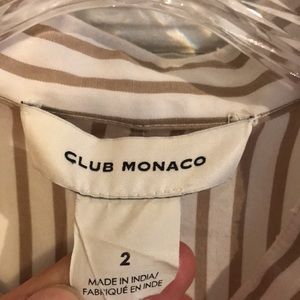 CLUB MONACO
2
MADE IN INDIA/
FABRIQUÉ EN INDE